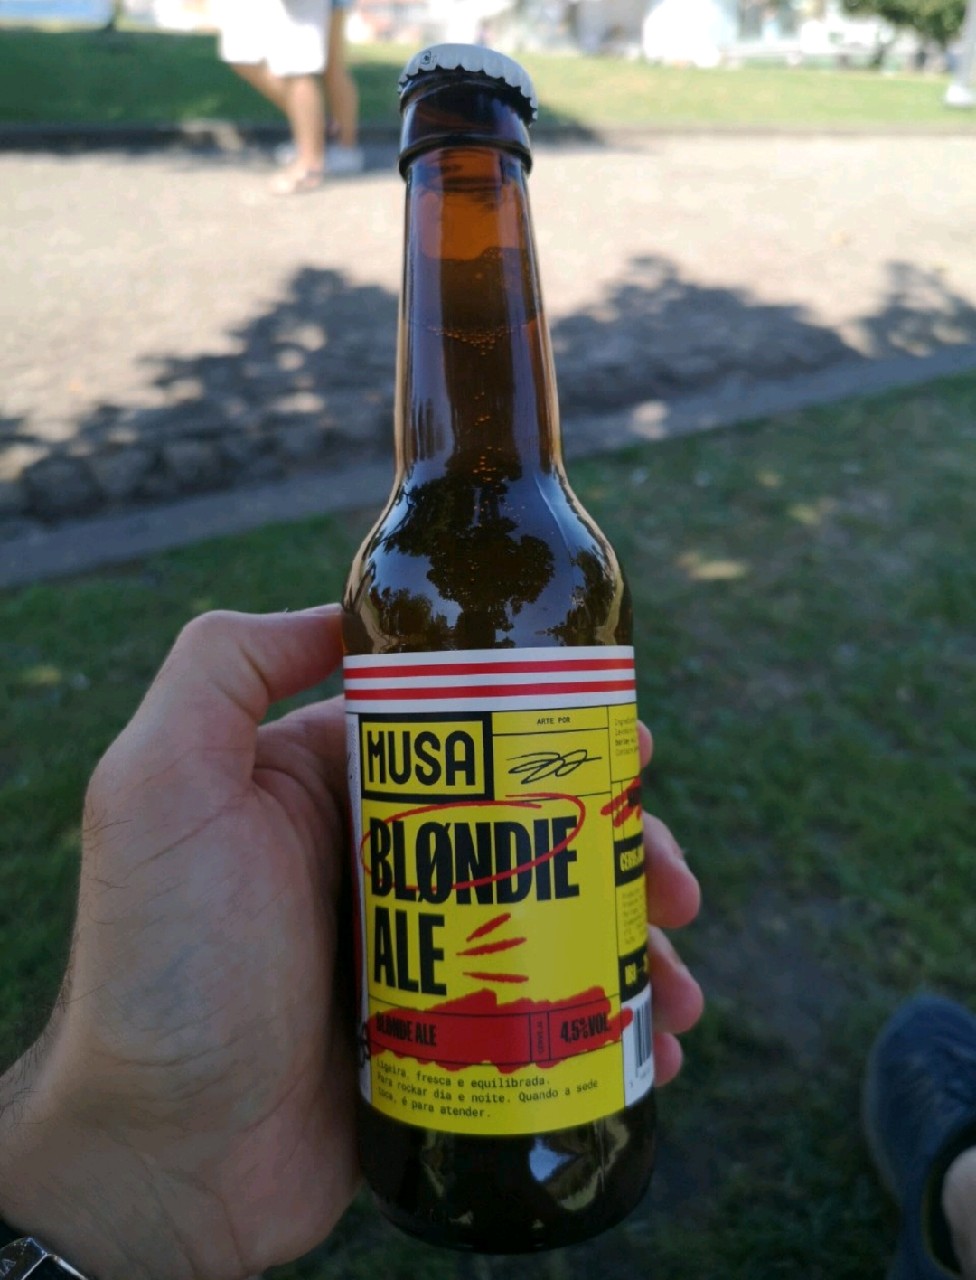 MUSA
ARTE POR
BLØNDIE
ALE
BLONDE ALE
4,5%VOL.
Ligeira, fresca e equilibrada.
Para rockar dia e noite. Quando a sede
toca, é para atender.